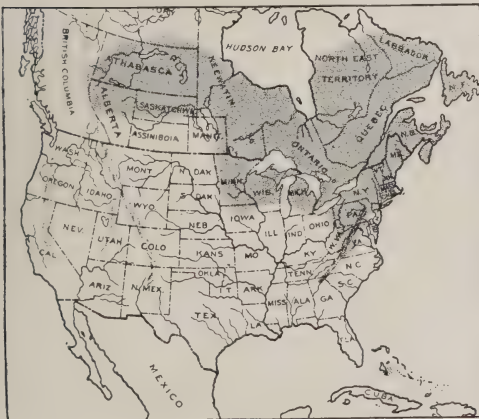 HUDSON BAY
LABRADOR
NORTH EAST
TERRITORY
BRITISH COLUMBIA
ATHABASCA
KEEWATIN
ALBERTA
SASKATCHWN
ASSINIBOIA
MAN.
ONTARIO
QUEBEC
N.F.
N.B.
ME.
WASH
MONT
N DAK
MINN
OREGON
IDAHO
S DAK
WIS
MICH
N.Y.
WYO
NEB
IOWA
PA
NEV
UTAH
COLO
KANS
MO
ILL
IND
OHIO
W.VA
VA
KY
CAL
ARIZ
N.MEX
OKLA
I T
ARK
TENN
N C
S.C
TEX
LA
MISS
ALA
GA
FLA
MEXICO
CUBA